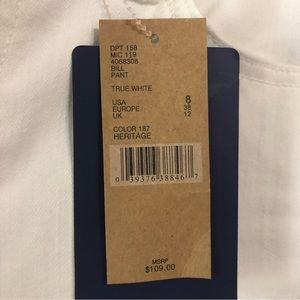 DPT 158
MIC 119
4068308
BILL
PANT
TRUE WHITE
USA 8
EUROPE 38
UK 12
COLOR 187
HERITAGE
0 39376 38846 7
MSRP
$109.00